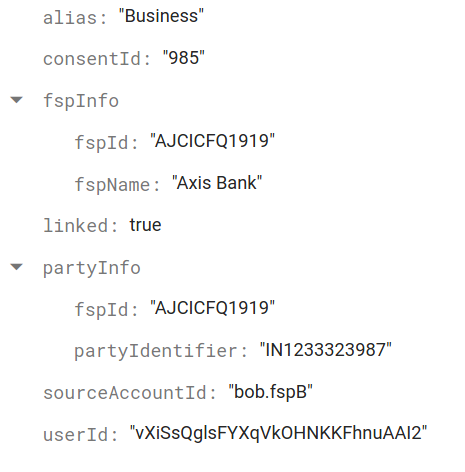 alias: "Business"
consentId: "985"
fspInfo
fspId: "AJCICFQ1919"
fspName: "Axis Bank"
linked: true
partyInfo
fspId: "AJCICFQ1919"
partyIdentifier: "IN1233323987"
sourceAccountId: "bob.fspB"
userId: "vXiSsQglsFYXqVkOHNKKFhnuAAI2"